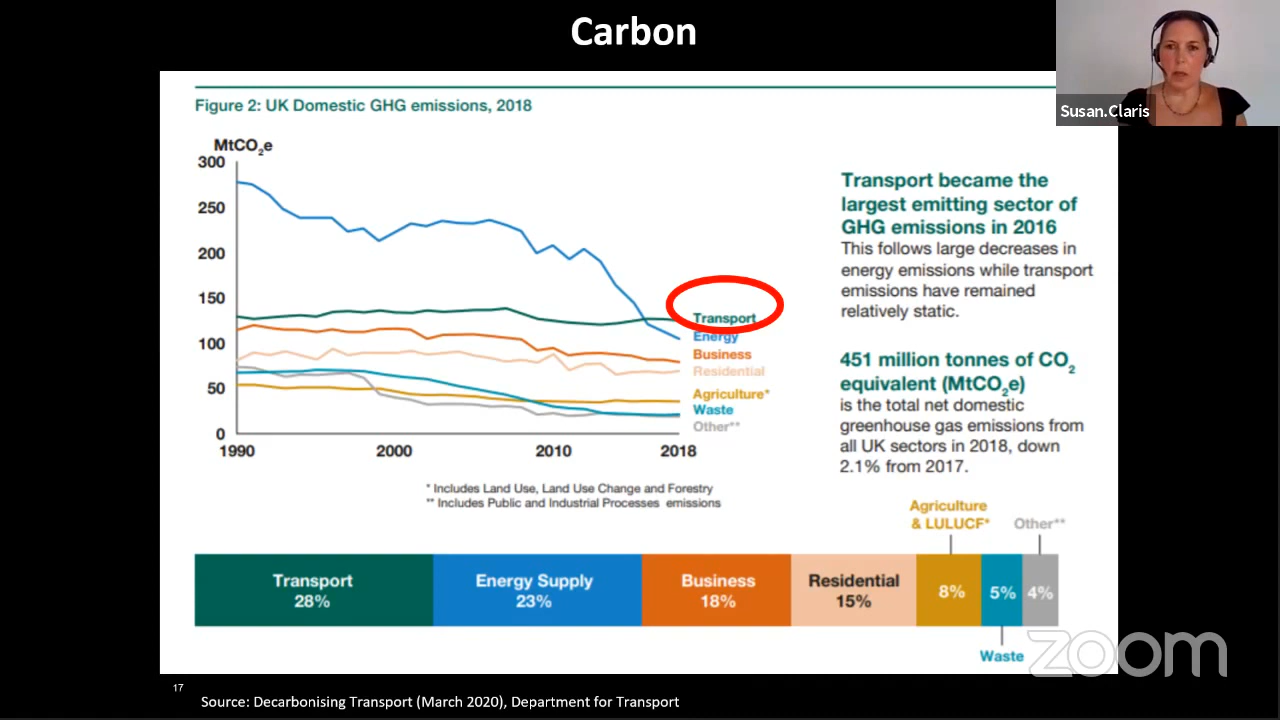 Carbon
Susan.Claris
Figure 2: UK Domestic GHG emissions, 2018
MtCO₂e
300
250
200
150
100
50
0
1990
2000
2010
2018
Transport
Energy
Business
Residential
Agriculture*
Waste
Other**
* Includes Land Use, Land Use Change and Forestry
** Includes Public and Industrial Processes emissions
Transport became the
largest emitting sector of
GHG emissions in 2016
This follows large decreases in
energy emissions while transport
emissions have remained
relatively static.
451 million tonnes of CO₂
equivalent (MtCO₂e)
is the total net domestic
greenhouse gas emissions from
all UK sectors in 2018, down
2.1% from 2017.
Agriculture
& LULUCF*
Other**
Transport
28%
Energy Supply
23%
Business
18%
Residential
15%
8%
5%
4%
Waste
zoom
17
Source: Decarbonising Transport (March 2020), Department for Transport